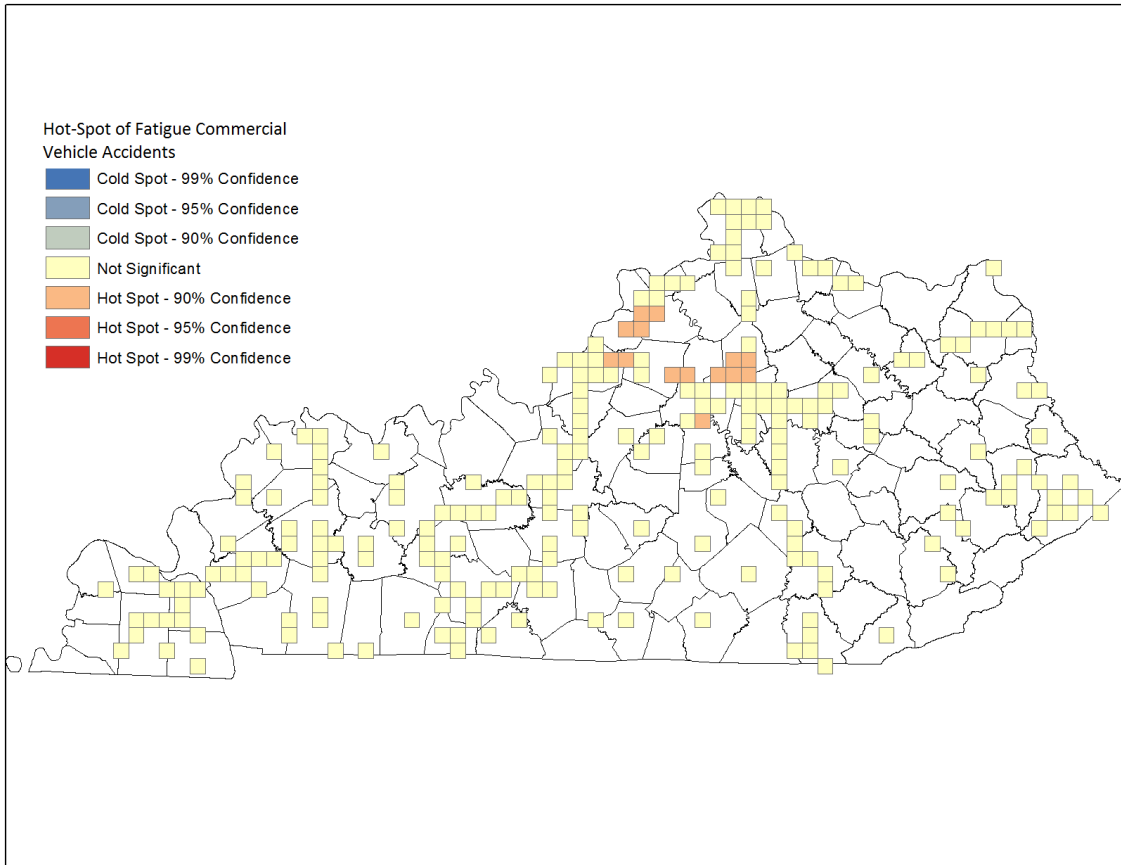 Hot-Spot of Fatigue Commercial
Vehicle Accidents
Cold Spot - 99% Confidence
Cold Spot - 95% Confidence
Cold Spot - 90% Confidence
Not Significant
Hot Spot - 90% Confidence
Hot Spot - 95% Confidence
Hot Spot - 99% Confidence